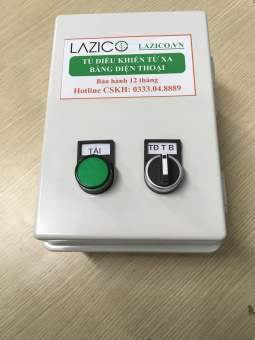 LAZICO LAZICO.VN
TỦ ĐIỀU KHIỂN TỪ XA
BẰNG ĐIỆN THOẠI
Bảo hành 12 tháng
Hotline CSKH: 0333.04.8889
TẢI
TĐ T B